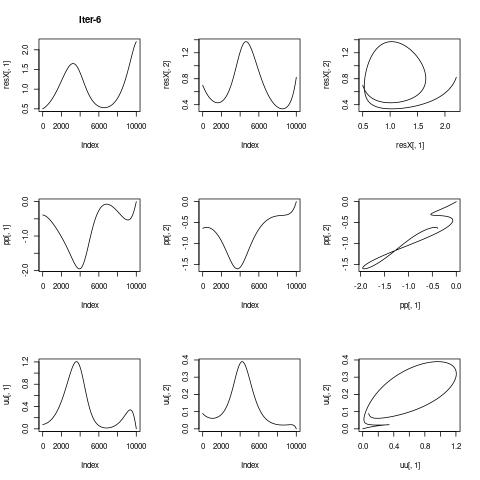 Iter-6
resX[, 1]
0.5 1.0 1.5 2.0
0 2000 6000 10000
Index
resX[, 2]
0.4 0.8 1.2
0 2000 6000 10000
Index
resX[, 2]
0.4 0.8 1.2
0.5 1.0 1.5 2.0
resX[, 1]
pp[, 1]
-2.0 -1.0 0.0
0 2000 6000 10000
Index
pp[, 2]
-1.5 -1.0 -0.5 0.0
0 2000 6000 10000
Index
pp[, 2]
-1.5 -1.0 -0.5 0.0
-2.0 -1.5 -1.0 -0.5 0.0
pp[, 1]
uu[, 1]
0.0 0.4 0.8 1.2
0 2000 6000 10000
Index
uu[, 2]
0.0 0.1 0.2 0.3 0.4
0 2000 6000 10000
Index
uu[, 2]
0.0 0.1 0.2 0.3 0.4
0.0 0.4 0.8 1.2
uu[, 1]